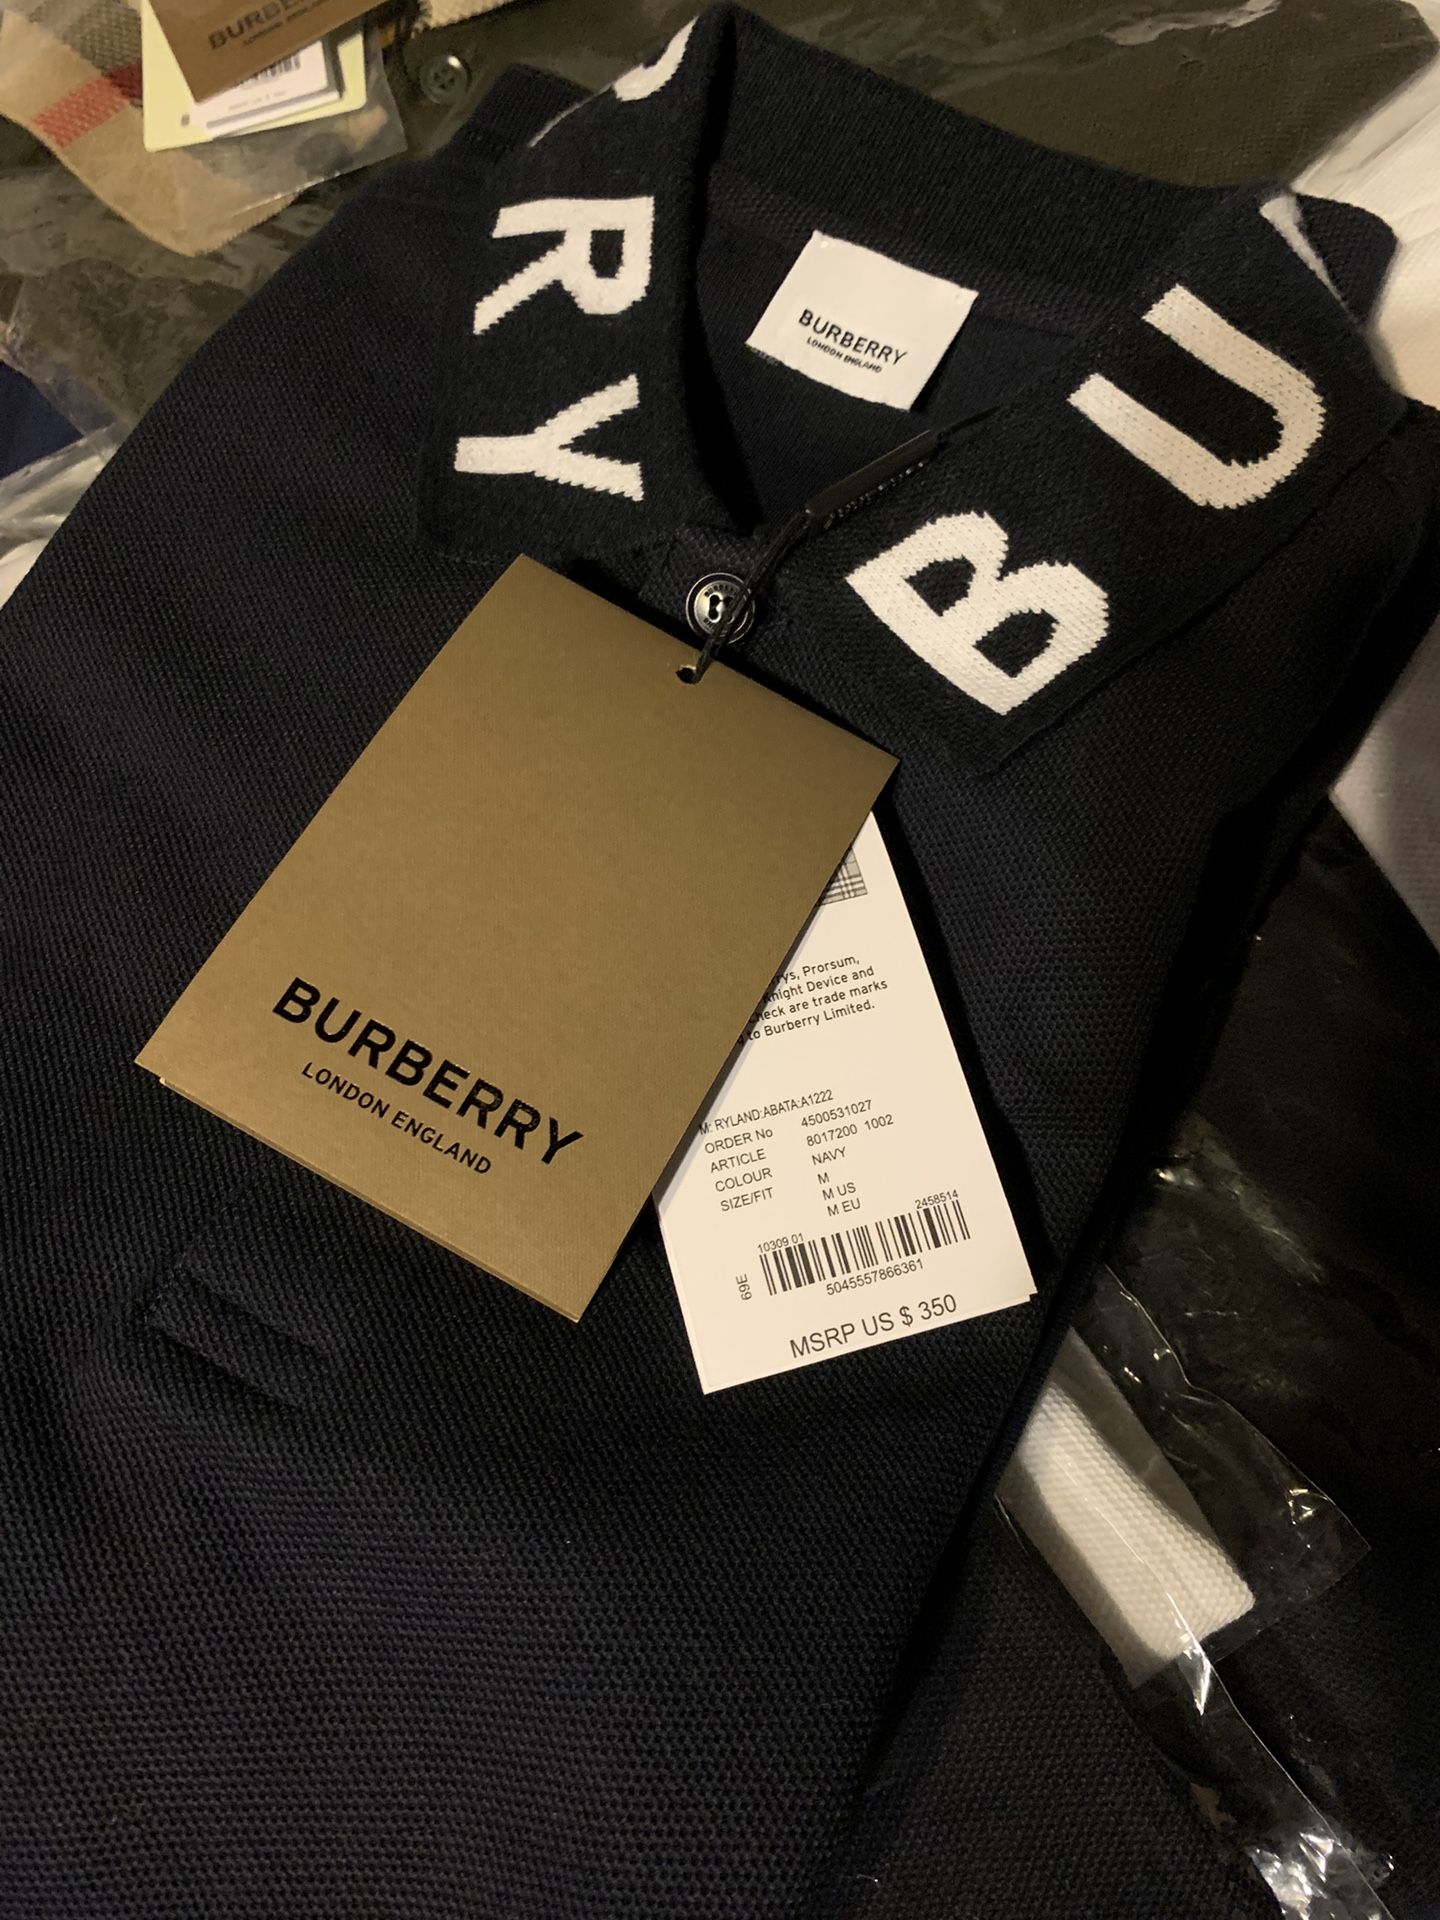 BURBERRY
RY
BU
BURBERRY
LONDON ENGLAND
BURBERRY
LONDON ENGLAND
rys, Prorsum,
Knight Device and
Check are trade marks
to Burberry Limited.
M: RYLAND:ABATA:A1222
ORDER No 4500531027
ARTICLE 8017200 1002
COLOUR NAVY
SIZE/FIT M
M US
M EU
10309 01 2458514
69E
5045557866361
MSRP US $ 350